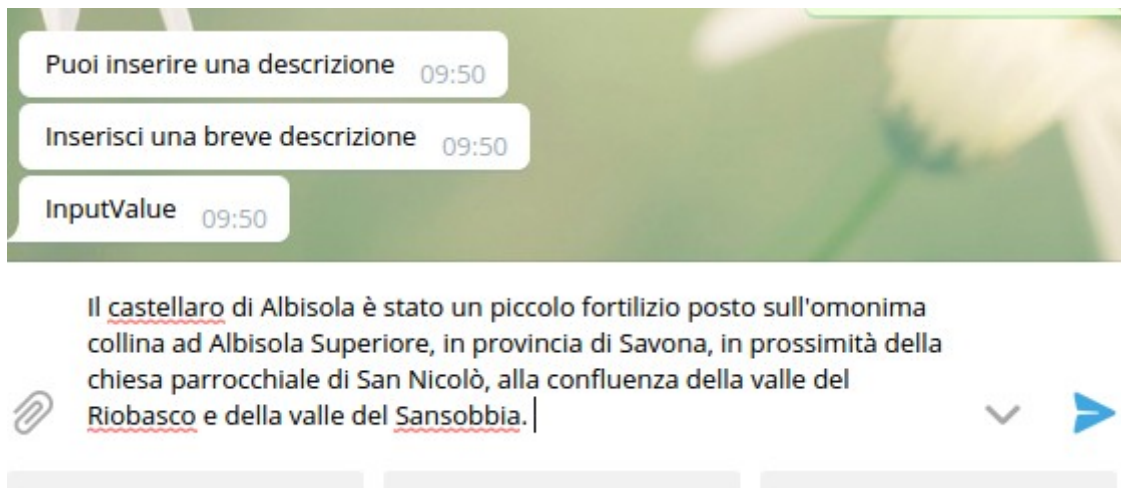 Puoi inserire una descrizione 09:50
Inserisci una breve descrizione 09:50
InputValue 09:50
Il castellaro di Albisola è stato un piccolo fortilizio posto sull'omonima
collina ad Albisola Superiore, in provincia di Savona, in prossimità della
chiesa parrocchiale di San Nicolò, alla confluenza della valle del
Riobasco e della valle del Sansobbia.